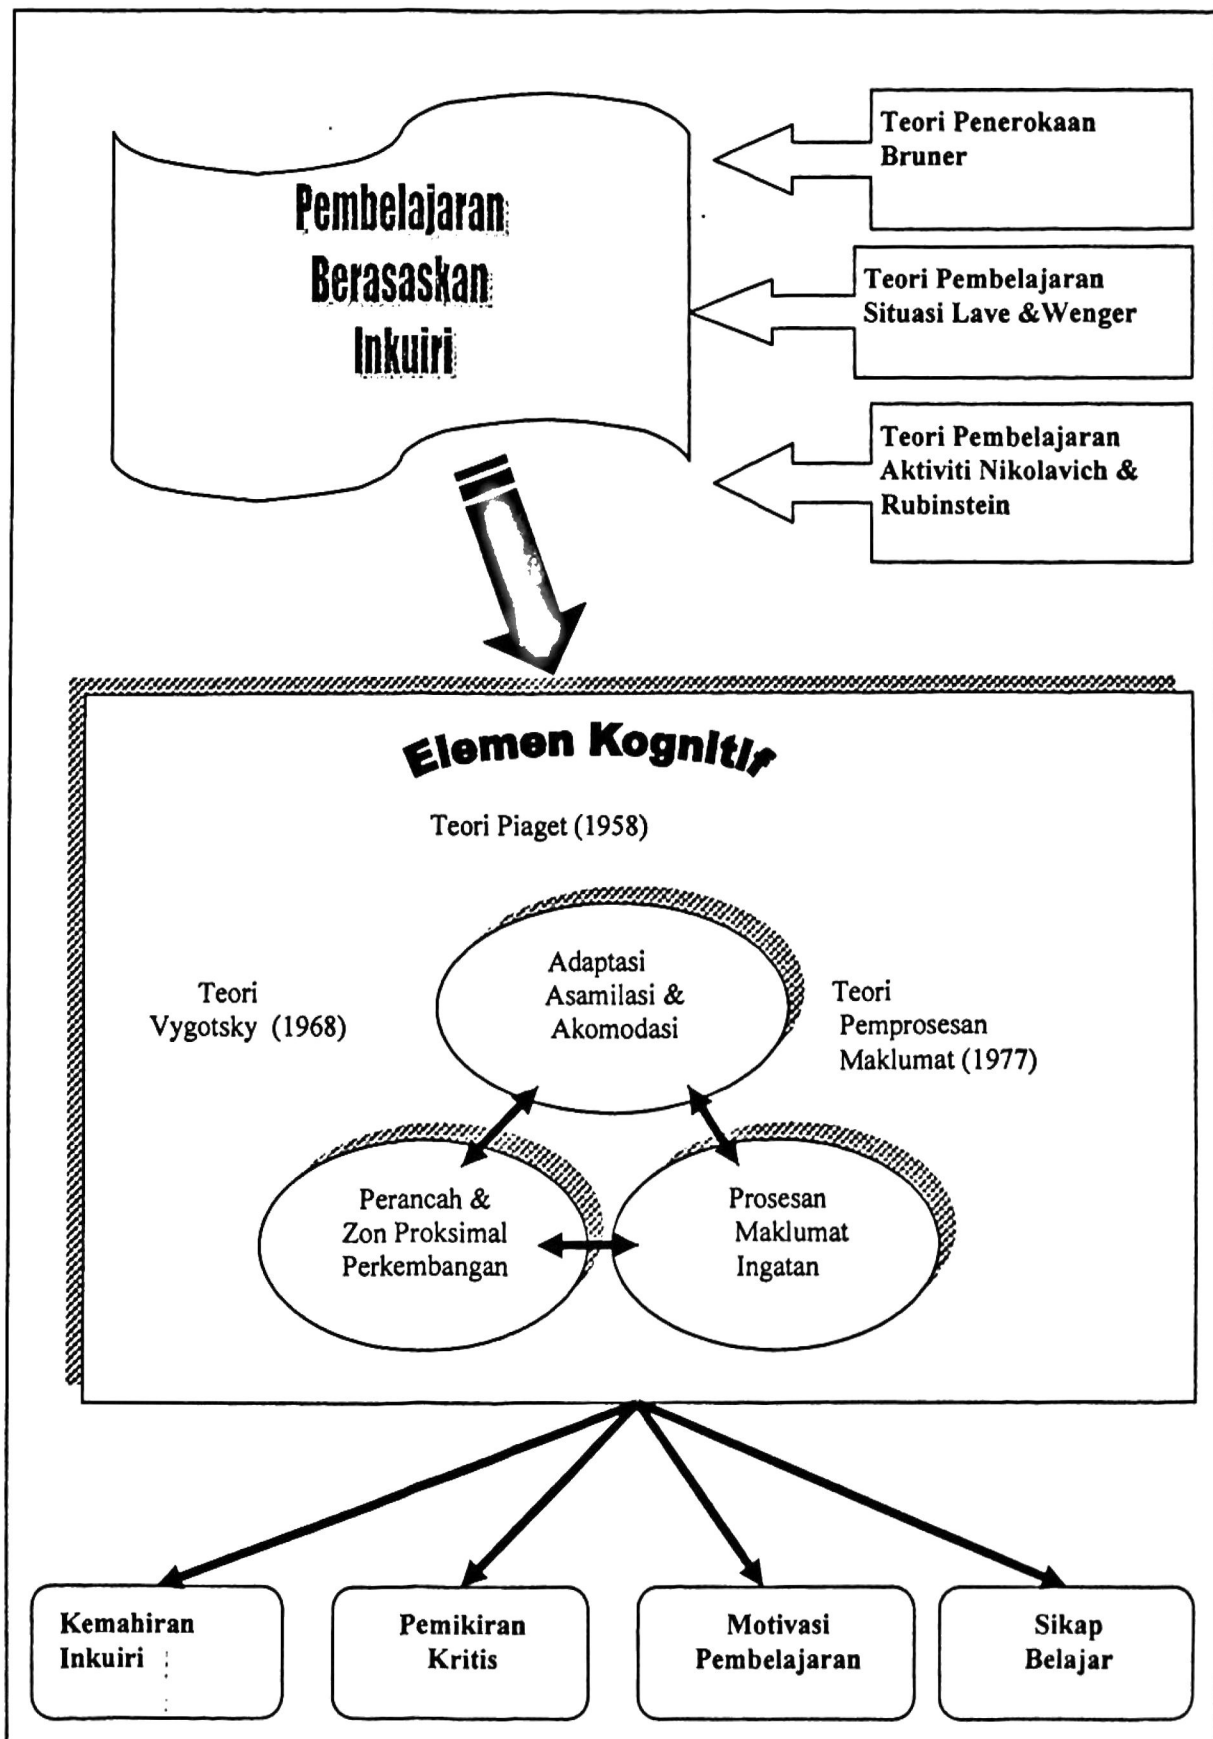 Pembelajaran
Berasaskan
Inkuiri
Teori Penerokaan
Bruner
Teori Pembelajaran
Situasi Lave &Wenger
Teori Pembelajaran
Aktiviti Nikolavich &
Rubinstein
Elemen Kognitif
Teori Piaget (1958)
Adaptasi
Asamilasi &
Akomodasi
Teori
Vygotsky (1968)
Teori
Pemprosesan
Maklumat (1977)
Perancah &
Zon Proksimal
Perkembangan
Prosesan
Maklumat
Ingatan
Kemahiran
Inkuiri
Pemikiran
Kritis
Motivasi
Pembelajaran
Sikap
Belajar